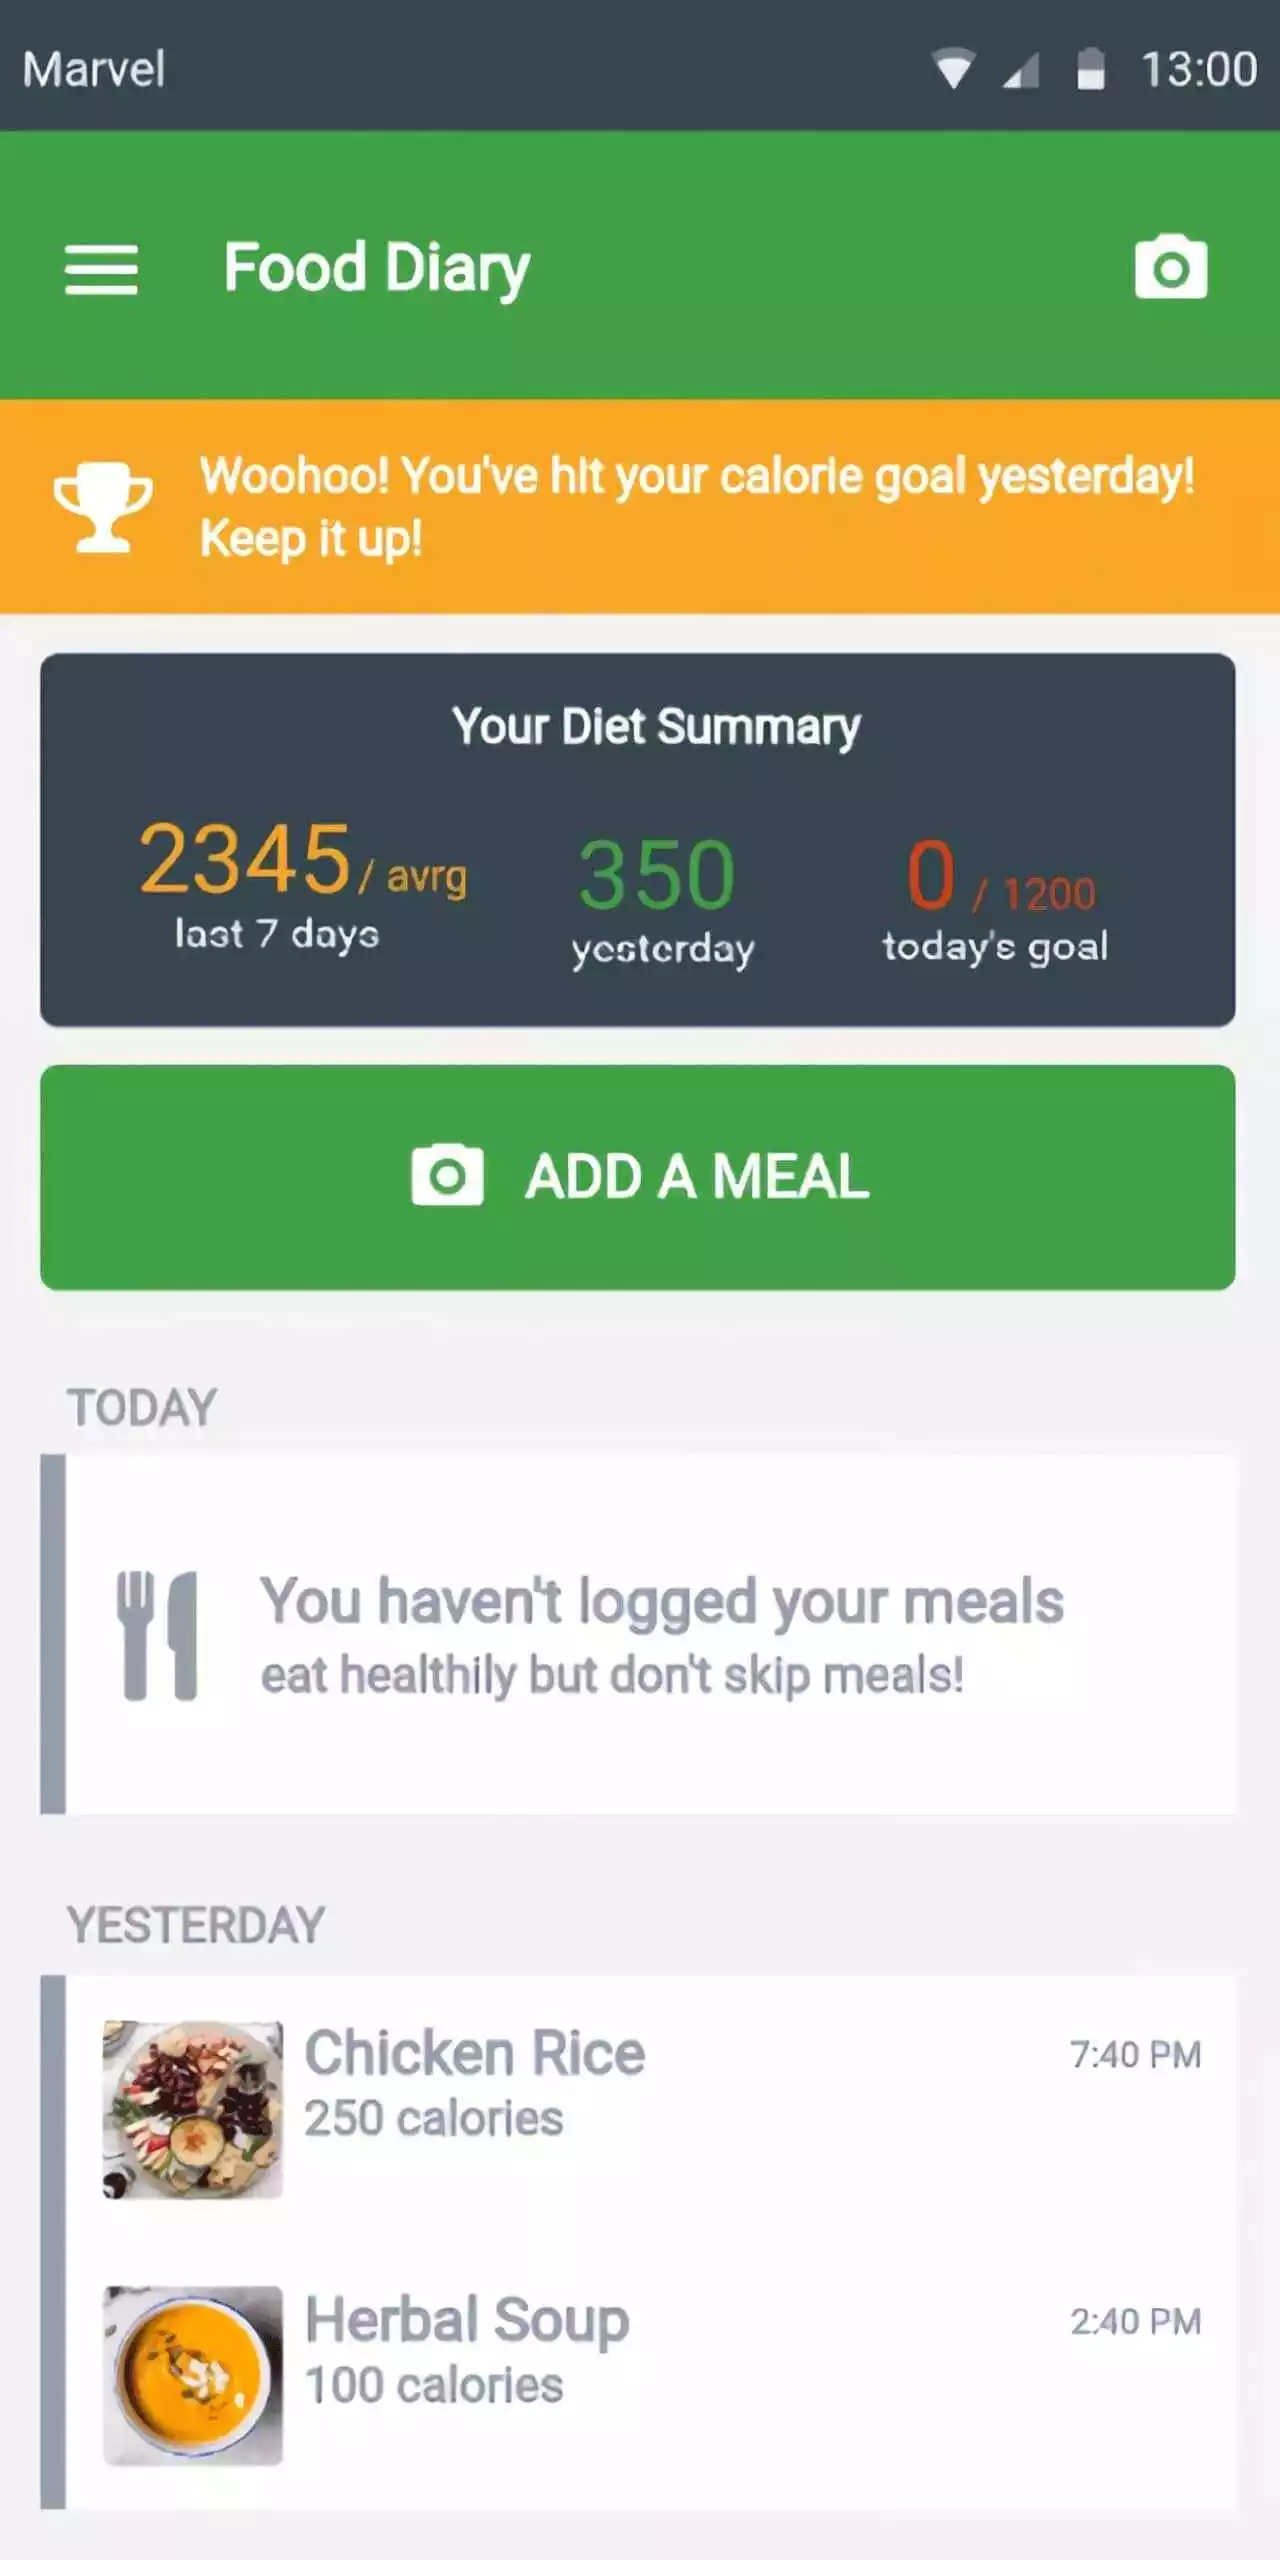 Marvel 13:00
Food Diary
Woohoo! You've hit your calorie goal yesterday!
Keep it up!
Your Diet Summary
2345 / avrg
last 7 days
350
yesterday
0 / 1200
today's goal
ADD A MEAL
TODAY
You haven't logged your meals
eat healthily but don't skip meals!
YESTERDAY
Chicken Rice 7:40 PM
250 calories
Herbal Soup 2:40 PM
100 calories